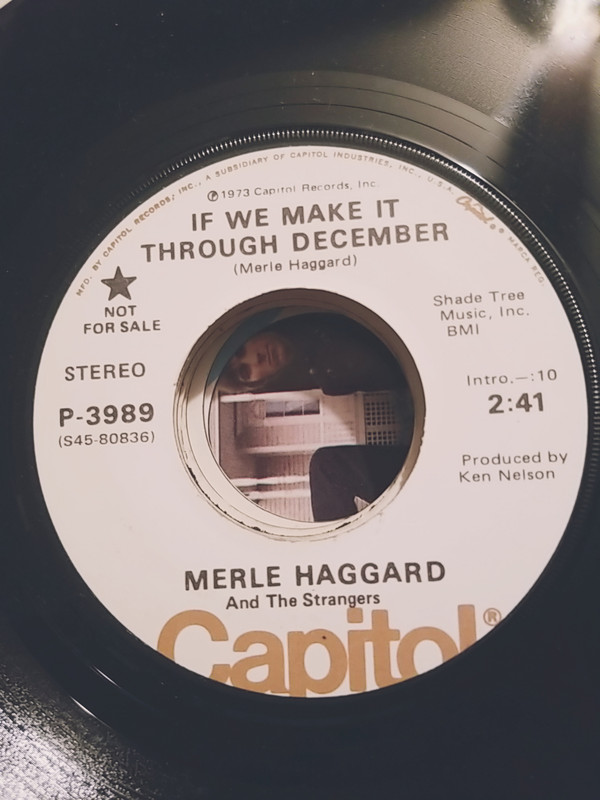 MFD. BY CAPITOL RECORDS, INC., A SUBSIDIARY OF CAPITOL INDUSTRIES, INC., U.S.A.
MARCA REG.
℗1973 Capitol Records, Inc.
IF WE MAKE IT
THROUGH DECEMBER
(Merle Haggard)
NOT
FOR SALE
Shade Tree
Music, Inc.
BMI
STEREO
P-3989
(S45-80836)
Intro.—:10
2:41
Produced by
Ken Nelson
MERLE HAGGARD
And The Strangers
Capitol®